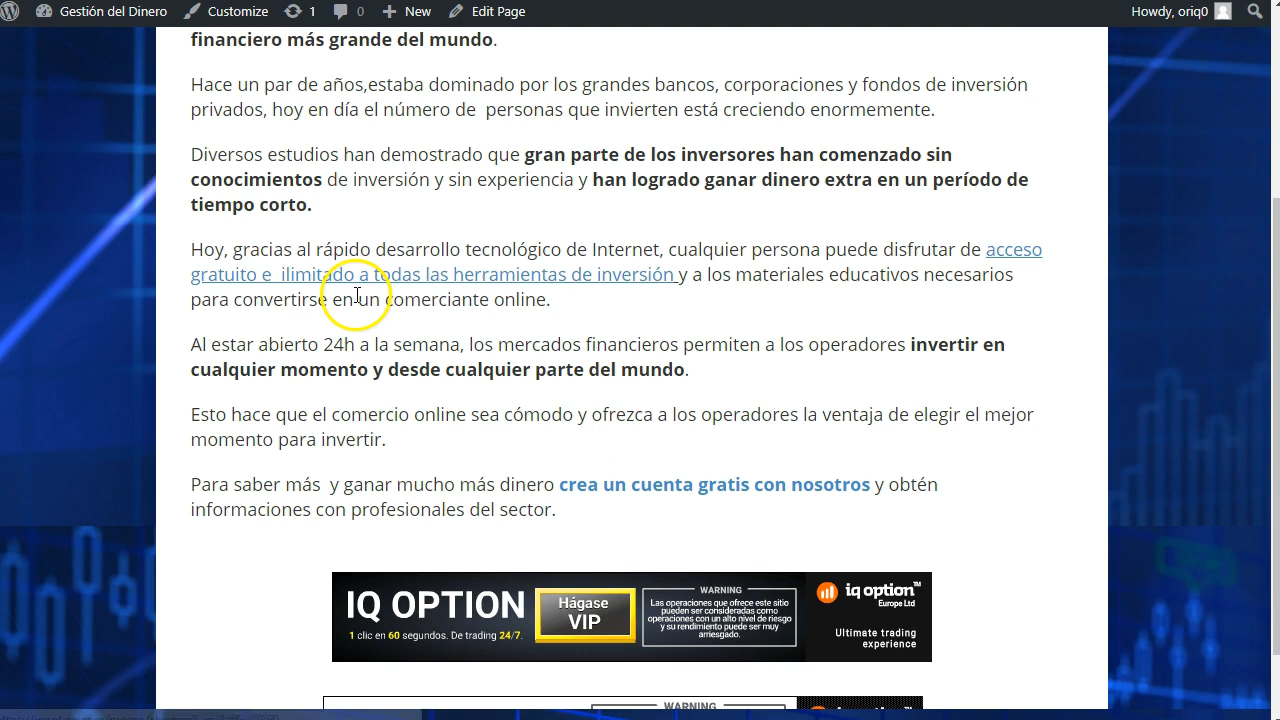 Gestión del Dinero Customize 1 0 New Edit Page Howdy, oriq0
financiero más grande del mundo.
Hace un par de años,estaba dominado por los grandes bancos, corporaciones y fondos de inversión
privados, hoy en día el número de  personas que invierten está creciendo enormemente.
Diversos estudios han demostrado que gran parte de los inversores han comenzado sin
conocimientos de inversión y sin experiencia y han logrado ganar dinero extra en un período de
tiempo corto.
Hoy, gracias al rápido desarrollo tecnológico de Internet, cualquier persona puede disfrutar de acceso
gratuito e  ilimitado a todas las herramientas de inversión y a los materiales educativos necesarios
para convertirse en un comerciante online.
Al estar abierto 24h a la semana, los mercados financieros permiten a los operadores invertir en
cualquier momento y desde cualquier parte del mundo.
Esto hace que el comercio online sea cómodo y ofrezca a los operadores la ventaja de elegir el mejor
momento para invertir.
Para saber más  y ganar mucho más dinero crea un cuenta gratis con nosotros y obtén
informaciones con profesionales del sector.
IQ OPTION
1 clic en 60 segundos. De trading 24/7.
Hágase
VIP
WARNING
Las operaciones que ofrece este sitio
pueden ser consideradas como
operaciones con un alto nivel de riesgo
y su rendimiento puede ser muy
arriesgado.
iq option™
Europe Ltd
Ultimate trading
experience
WARNING